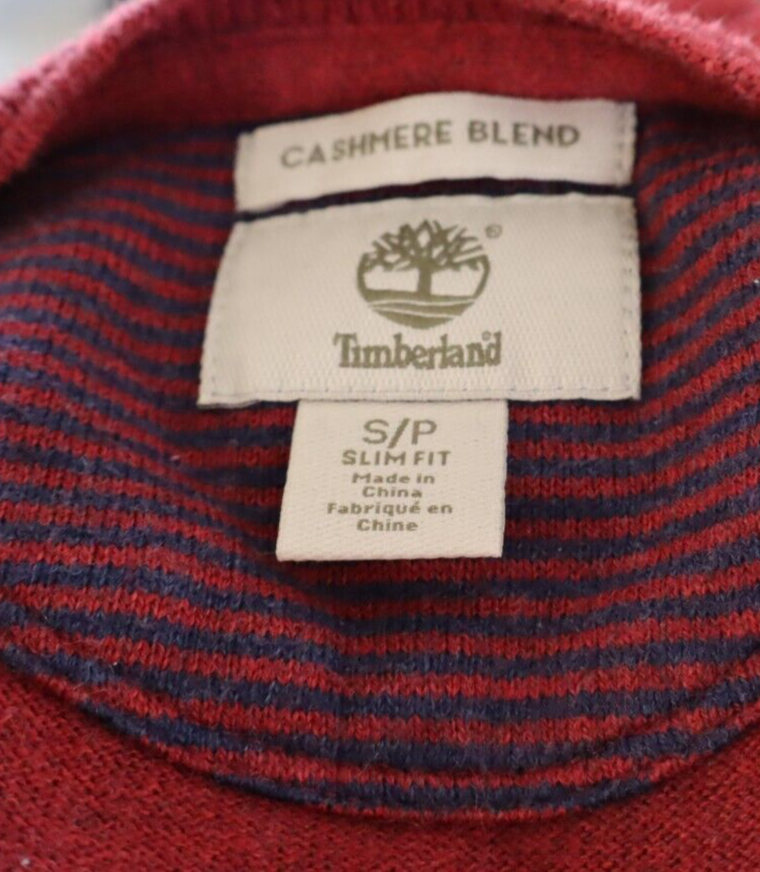 CASHMERE BLEND
®
Timberland®
S/P
SLIM FIT
Made in
China
Fabriqué en
Chine